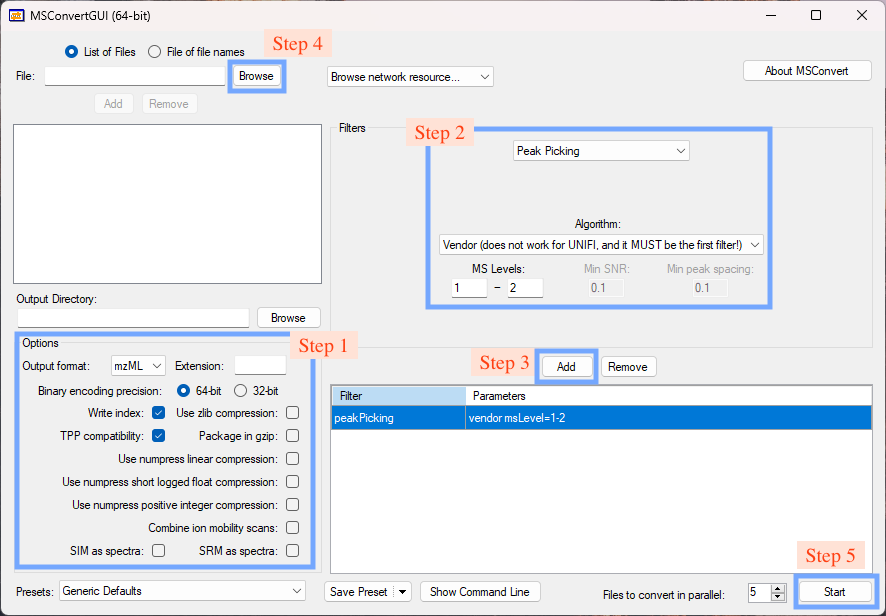 MSConvertGUI (64-bit)
List of Files
File of file names
Step 4
File:
Browse
Browse network resource...
About MSConvert
Add
Remove
Filters
Step 2
Peak Picking
Algorithm:
Vendor (does not work for UNIFI, and it MUST be the first filter!)
MS Levels:
Min SNR:
Min peak spacing:
1 – 2
0.1
0.1
Output Directory:
Browse
Options
Step 1
Output format:
mzML
Extension:
Binary encoding precision:
64-bit
32-bit
Write index:
Use zlib compression:
TPP compatibility:
Package in gzip:
Use numpress linear compression:
Use numpress short logged float compression:
Use numpress positive integer compression:
Combine ion mobility scans:
SIM as spectra:
SRM as spectra:
Step 3
Add
Remove
Filter
Parameters
peakPicking
vendor msLevel=1-2
Step 5
Presets:
Generic Defaults
Save Preset
Show Command Line
Files to convert in parallel:
5
Start